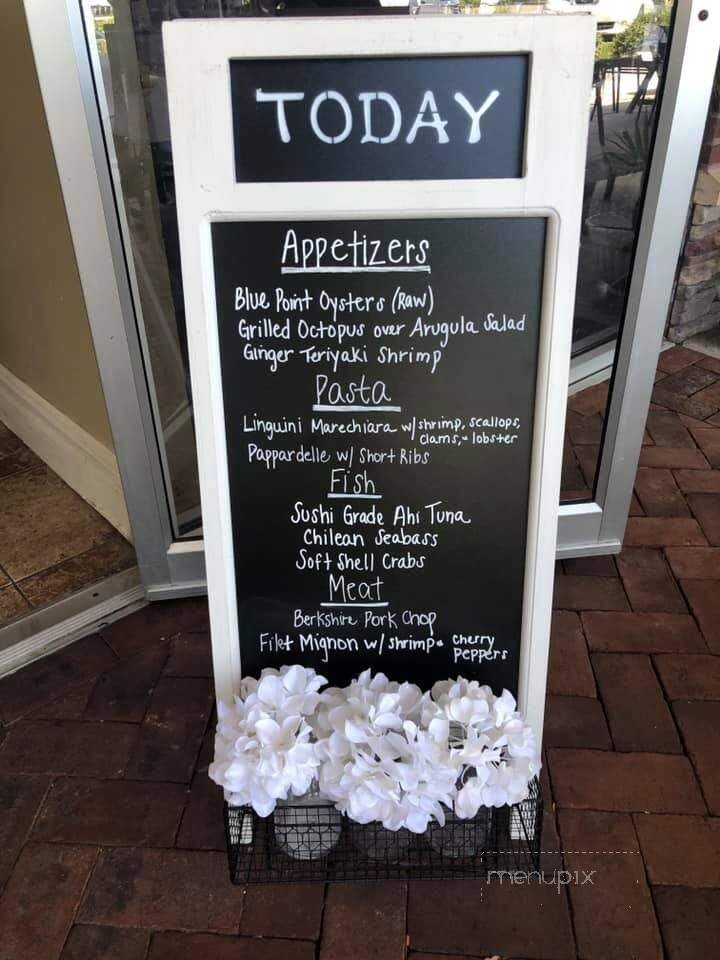 TODAY
Appetizers
Blue Point Oysters (Raw)
Grilled Octopus over Arugula Salad
Ginger Teriyaki Shrimp
Pasta
Linguini Marechiara w/ shrimp, scallops,
clams, + lobster
Pappardelle w/ Short Ribs
Fish
Sushi Grade Ahi Tuna
Chilean Seabass
Soft Shell Crabs
Meat
Berkshire Pork Chop
Filet Mignon w/ shrimp + cherry
peppers
menupix